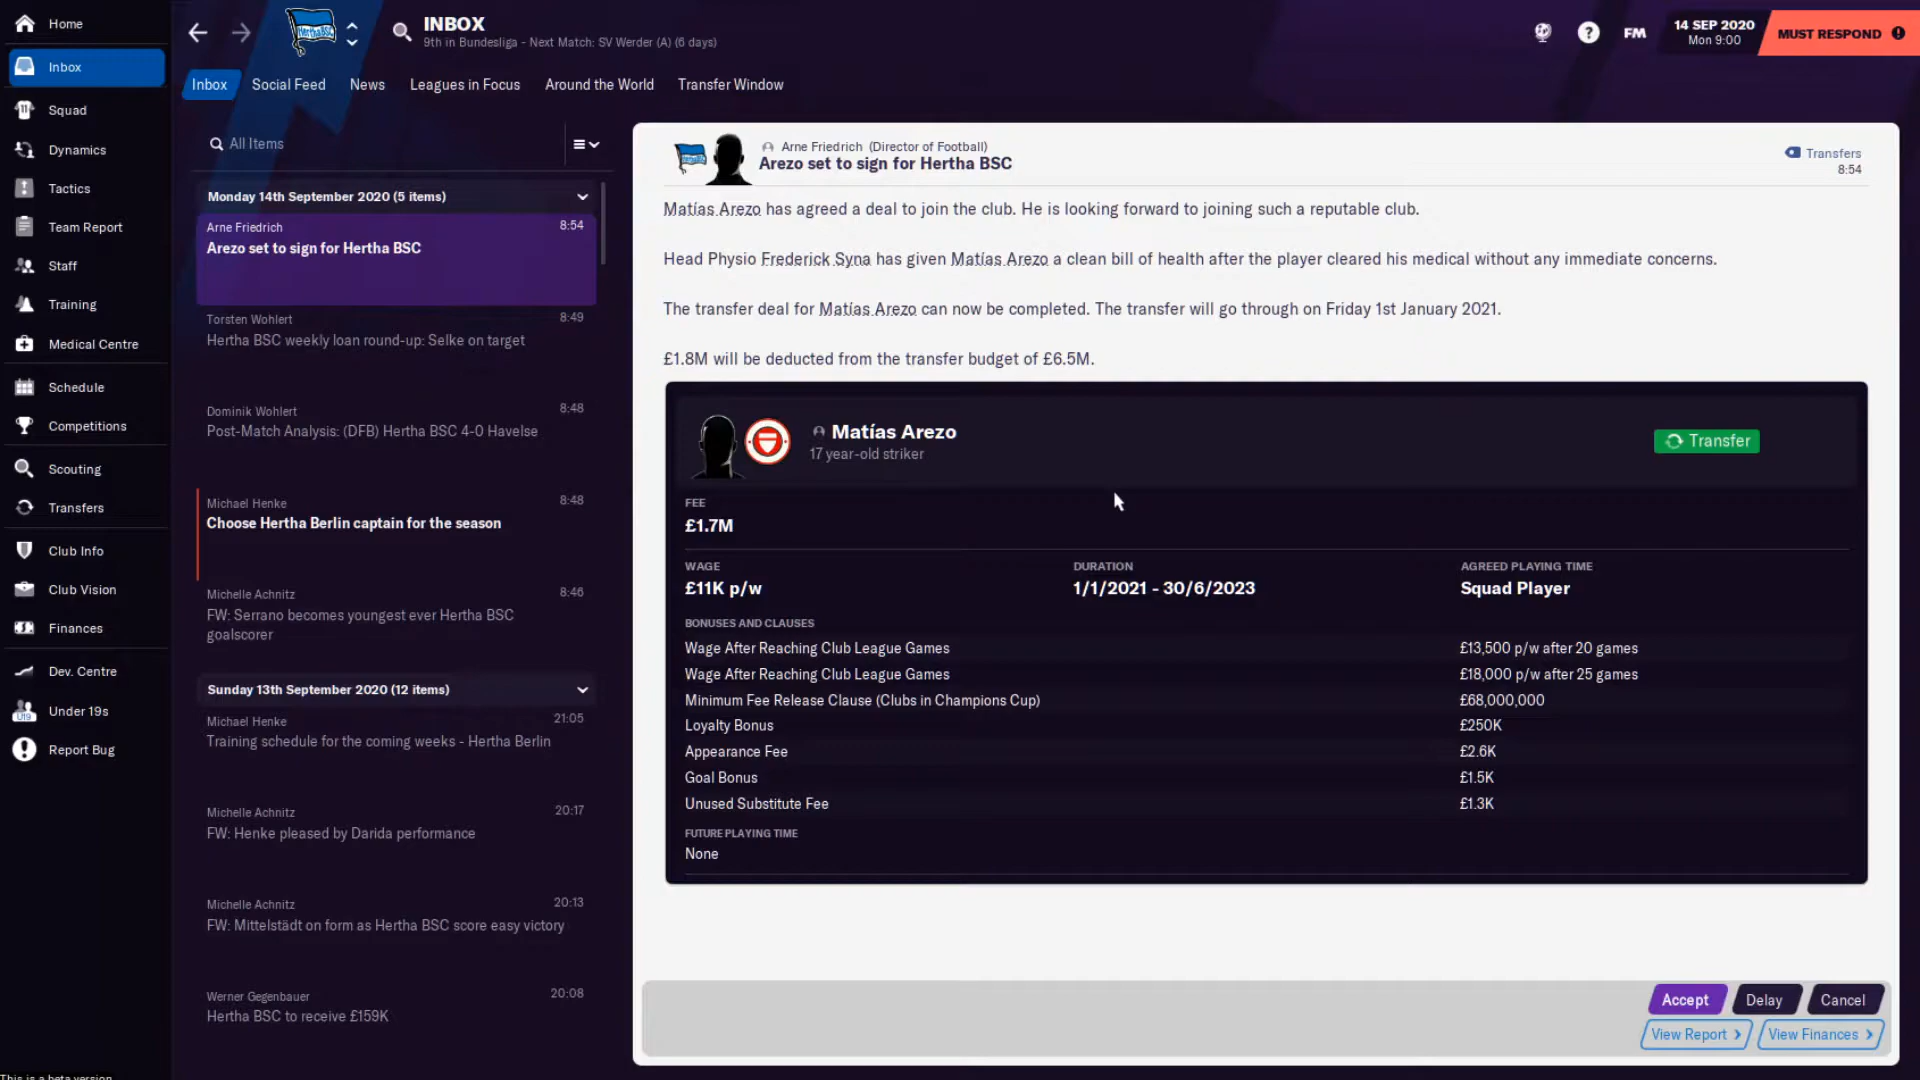 Home
Inbox
Squad
Dynamics
Tactics
Team Report
Staff
Training
Medical Centre
Schedule
Competitions
Scouting
Transfers
Club Info
Club Vision
Finances
Dev. Centre
U19
Under 19s
Report Bug
HerthaBSC
INBOX
9th in Bundesliga - Next Match: SV Werder (A) (6 days)
FM
14 SEP 2020
Mon 9:00
MUST RESPOND
Inbox Social Feed News Leagues in Focus Around the World Transfer Window
All Items
Monday 14th September 2020 (5 items)
Arne Friedrich 8:54
Arezo set to sign for Hertha BSC
Torsten Wohlert 8:49
Hertha BSC weekly loan round-up: Selke on target
Dominik Wohlert 8:48
Post-Match Analysis: (DFB) Hertha BSC 4-0 Havelse
Michael Henke 8:48
Choose Hertha Berlin captain for the season
Michelle Achnitz 8:46
FW: Serrano becomes youngest ever Hertha BSC
goalscorer
Sunday 13th September 2020 (12 items)
Michael Henke 21:05
Training schedule for the coming weeks - Hertha Berlin
Michelle Achnitz 20:17
FW: Henke pleased by Darida performance
Michelle Achnitz 20:13
FW: Mittelstädt on form as Hertha BSC score easy victory
Werner Gegenbauer 20:08
Hertha BSC to receive £159K
Arne Friedrich (Director of Football)
Arezo set to sign for Hertha BSC
Transfers
8:54
Matías Arezo has agreed a deal to join the club. He is looking forward to joining such a reputable club.
Head Physio Frederick Syna has given Matías Arezo a clean bill of health after the player cleared his medical without any immediate concerns.
The transfer deal for Matías Arezo can now be completed. The transfer will go through on Friday 1st January 2021.
£1.8M will be deducted from the transfer budget of £6.5M.
Matías Arezo
17 year-old striker
Transfer
FEE
£1.7M
WAGE DURATION AGREED PLAYING TIME
£11K p/w 1/1/2021 - 30/6/2023 Squad Player
BONUSES AND CLAUSES
Wage After Reaching Club League Games £13,500 p/w after 20 games
Wage After Reaching Club League Games £18,000 p/w after 25 games
Minimum Fee Release Clause (Clubs in Champions Cup) £68,000,000
Loyalty Bonus £250K
Appearance Fee £2.6K
Goal Bonus £1.5K
Unused Substitute Fee £1.3K
FUTURE PLAYING TIME
None
Accept Delay Cancel
View Report View Finances
This is a beta version